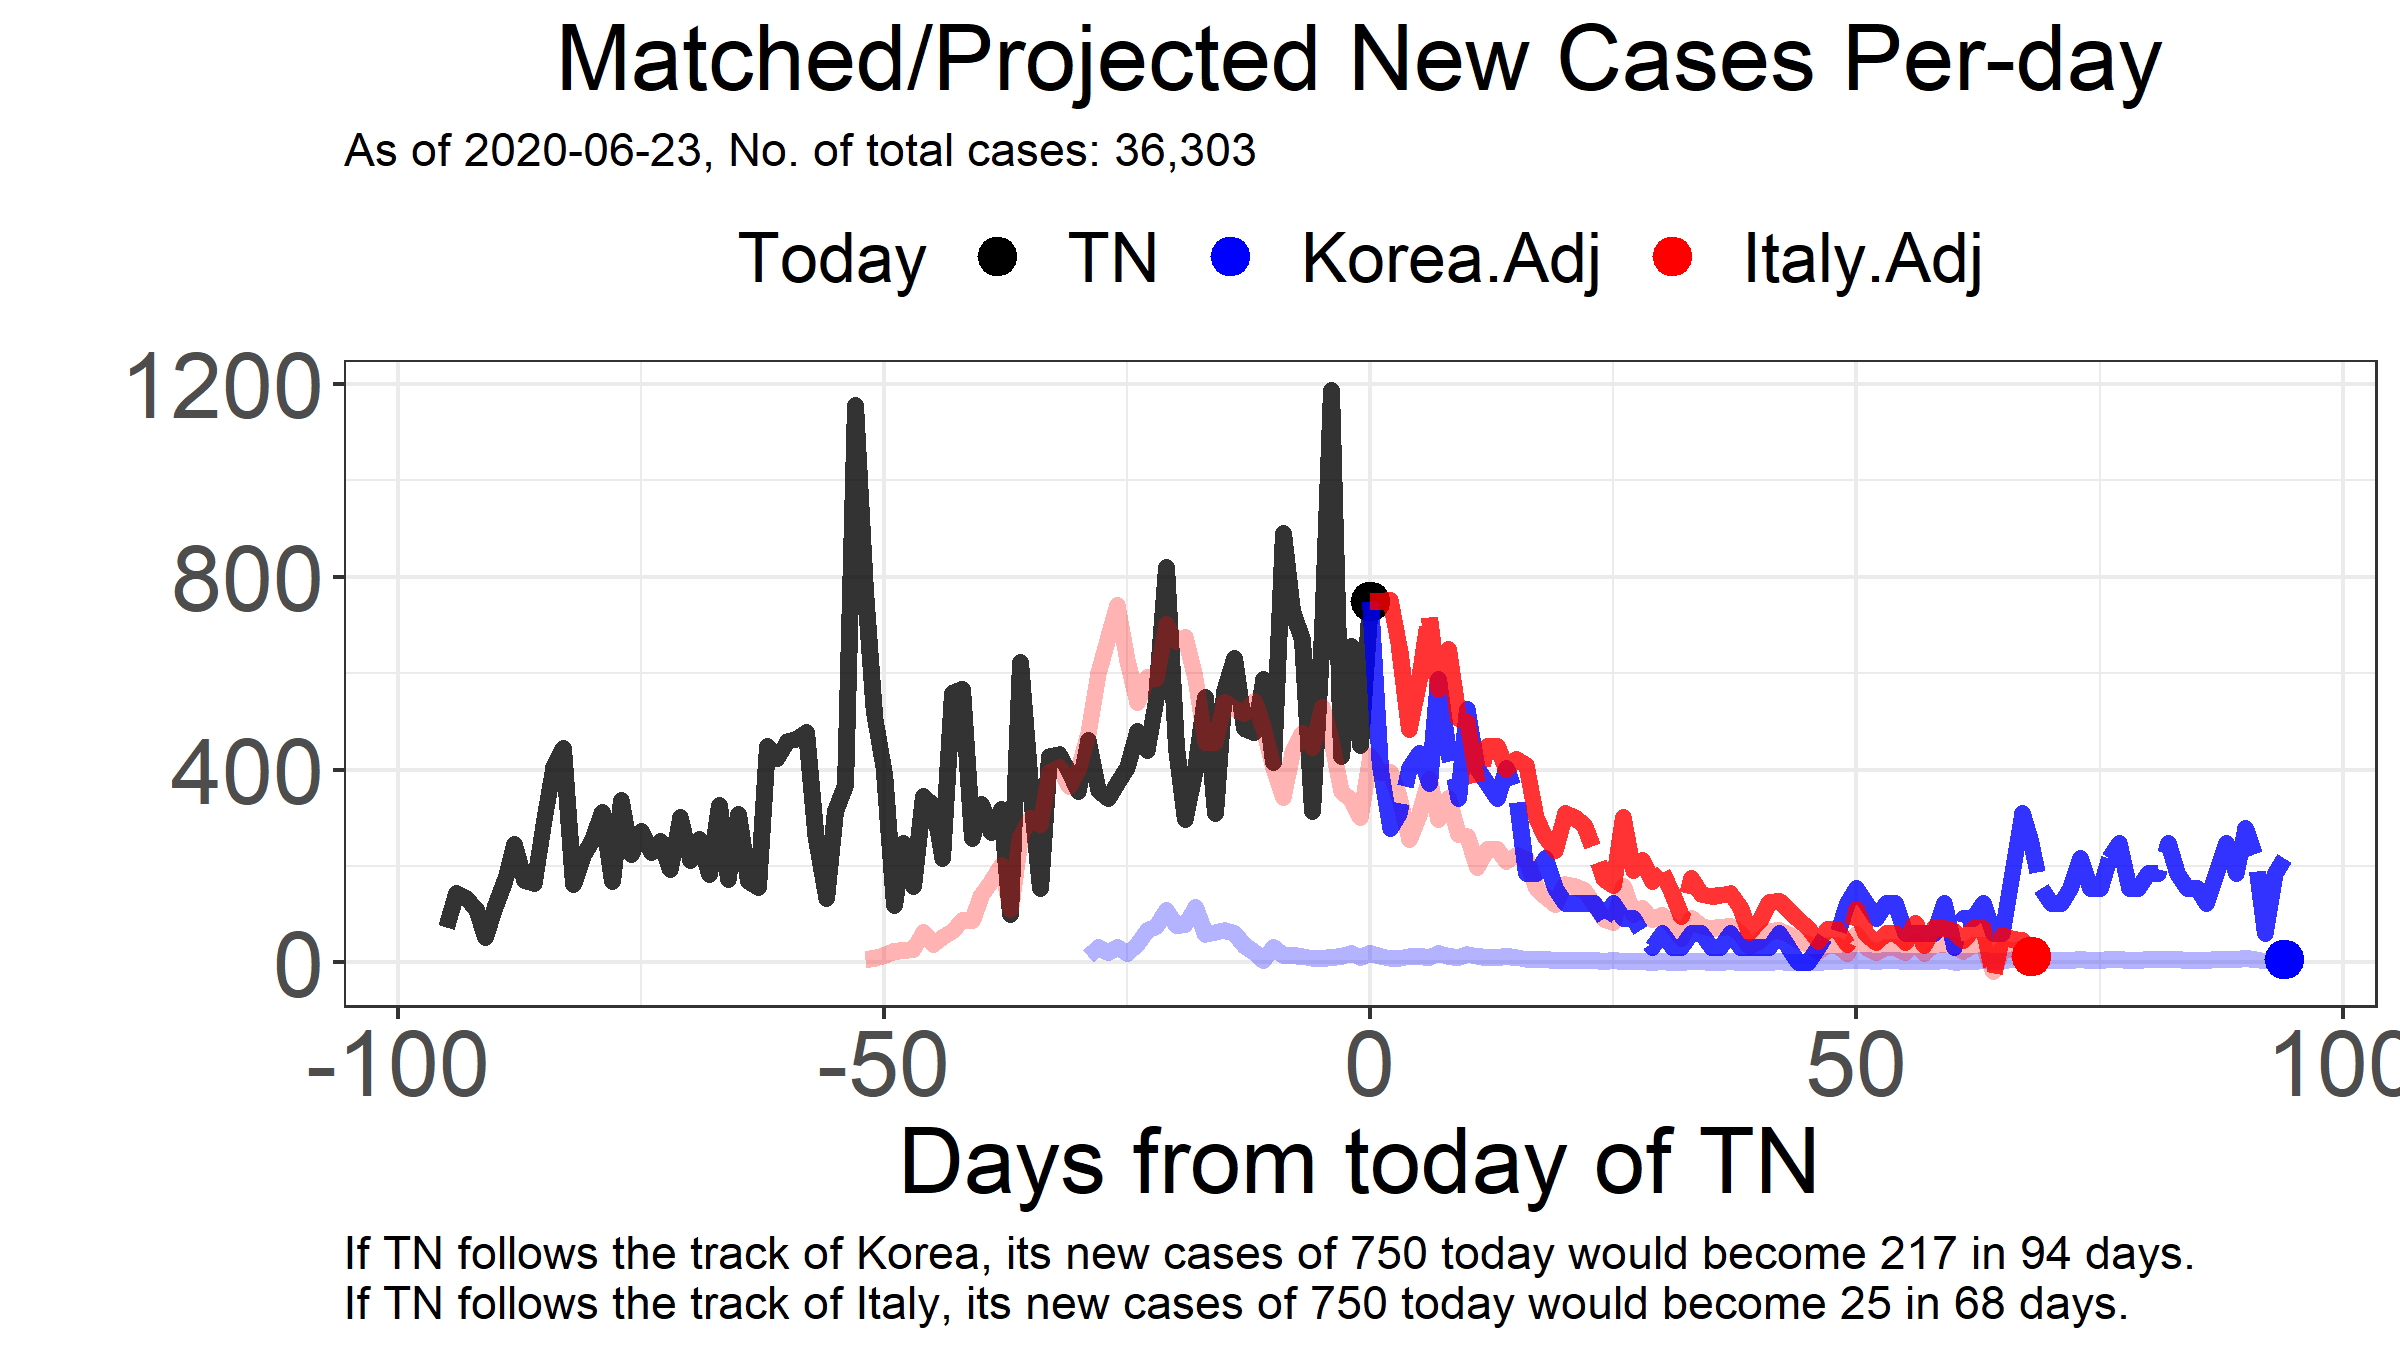 Matched/Projected New Cases Per-day
As of 2020-06-23, No. of total cases: 36,303
Today TN Korea.Adj Italy.Adj
1200
800
400
0
-100 -50 0 50 100
Days from today of TN
If TN follows the track of Korea, its new cases of 750 today would become 217 in 94 days.
If TN follows the track of Italy, its new cases of 750 today would become 25 in 68 days.